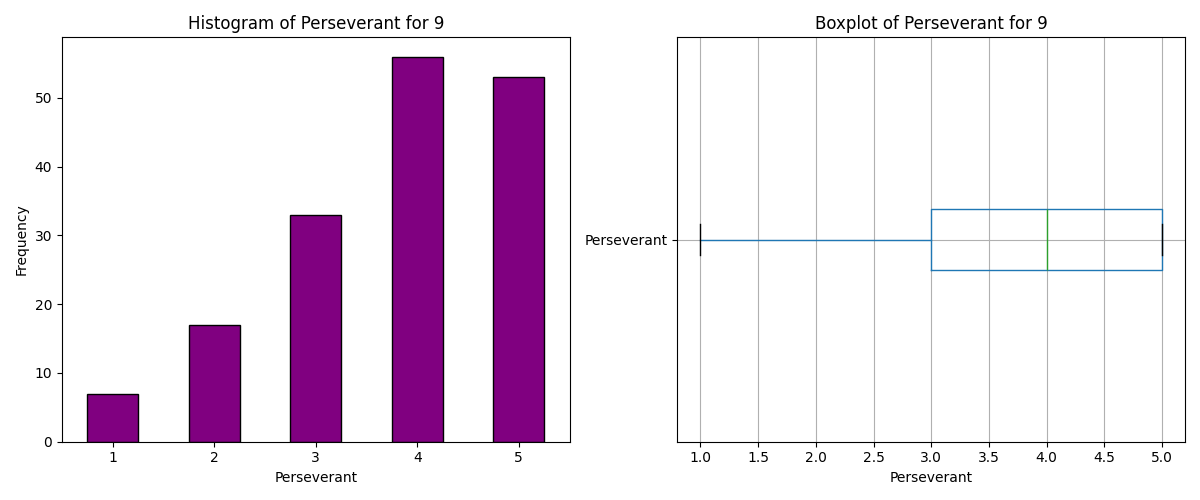 Histogram of Perseverant for 9
Frequency
50
40
30
20
10
0
1 2 3 4 5
Perseverant
Boxplot of Perseverant for 9
Perseverant
1.0 1.5 2.0 2.5 3.0 3.5 4.0 4.5 5.0
Perseverant